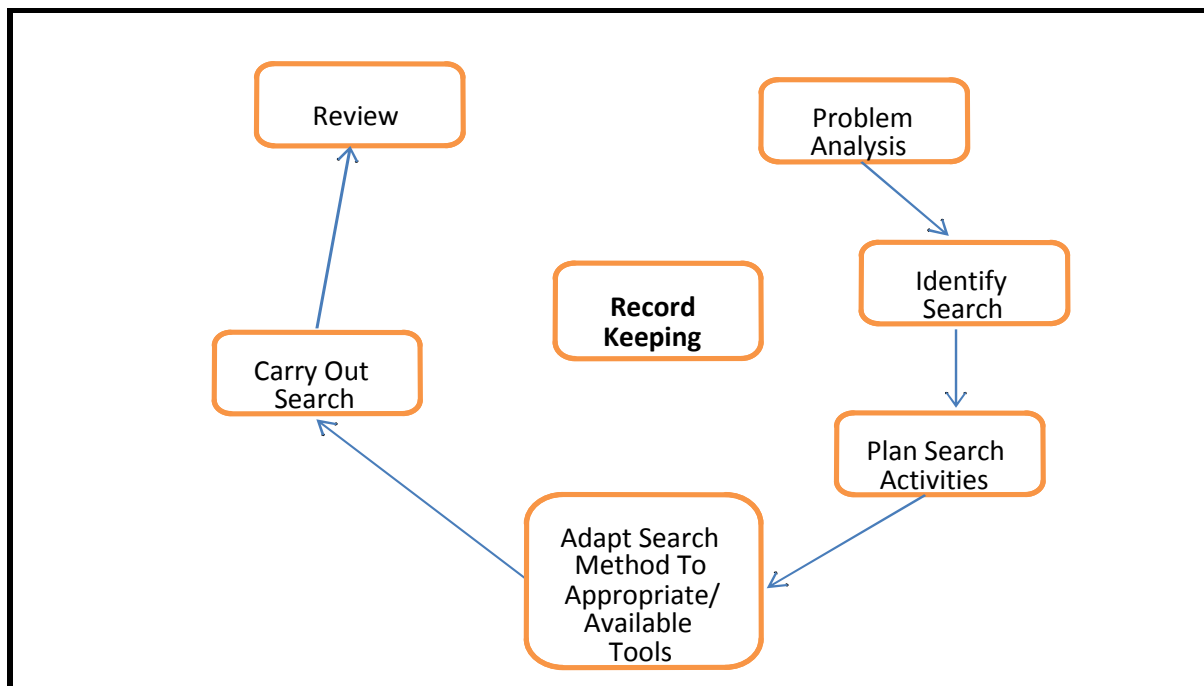 Review
Problem
Analysis
Record
Keeping
Identify
Search
Carry Out
Search
Plan Search
Activities
Adapt Search
Method To
Appropriate/
Available
Tools